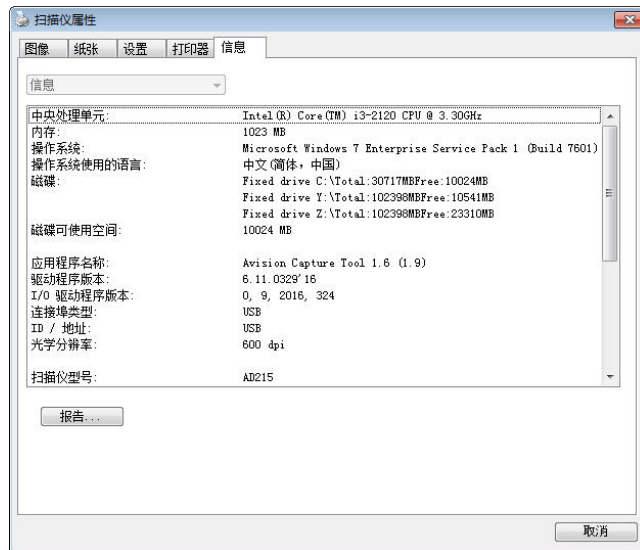 扫描仪属性
图像 纸张 设置 打印器 信息
信息
中央处理单元: Intel(R) Core(TM) i3-2120 CPU @ 3.30GHz
内存: 1023 MB
操作系统: Microsoft Windows 7 Enterprise Service Pack 1 (Build 7601)
操作系统使用的语言: 中文(简体，中国)
磁碟: Fixed drive C:\Total:30717MBFree:10024MB
Fixed drive Y:\Total:102398MBFree:10541MB
Fixed drive Z:\Total:102398MBFree:23310MB
磁碟可使用空间: 10024 MB
应用程序名称: Avision Capture Tool 1.6 (1.9)
驱动程序版本: 6.11.0329'16
I/O 驱动程序版本: 0, 9, 2016, 324
连接埠类型: USB
ID / 地址: USB
光学分辨率: 600 dpi
扫描仪型号: AD215
报告...
取消